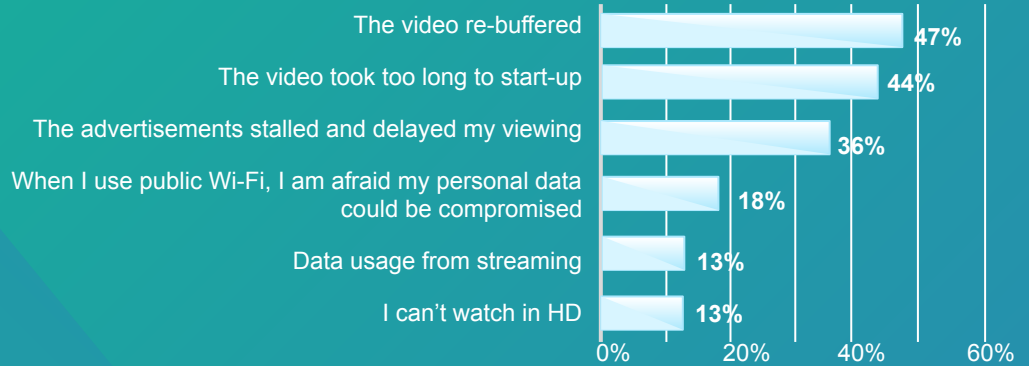 The video re-buffered
47%
The video took too long to start-up
44%
The advertisements stalled and delayed my viewing
36%
When I use public Wi-Fi, I am afraid my personal data
could be compromised
18%
Data usage from streaming
13%
I can’t watch in HD
13%
0% 20% 40% 60%